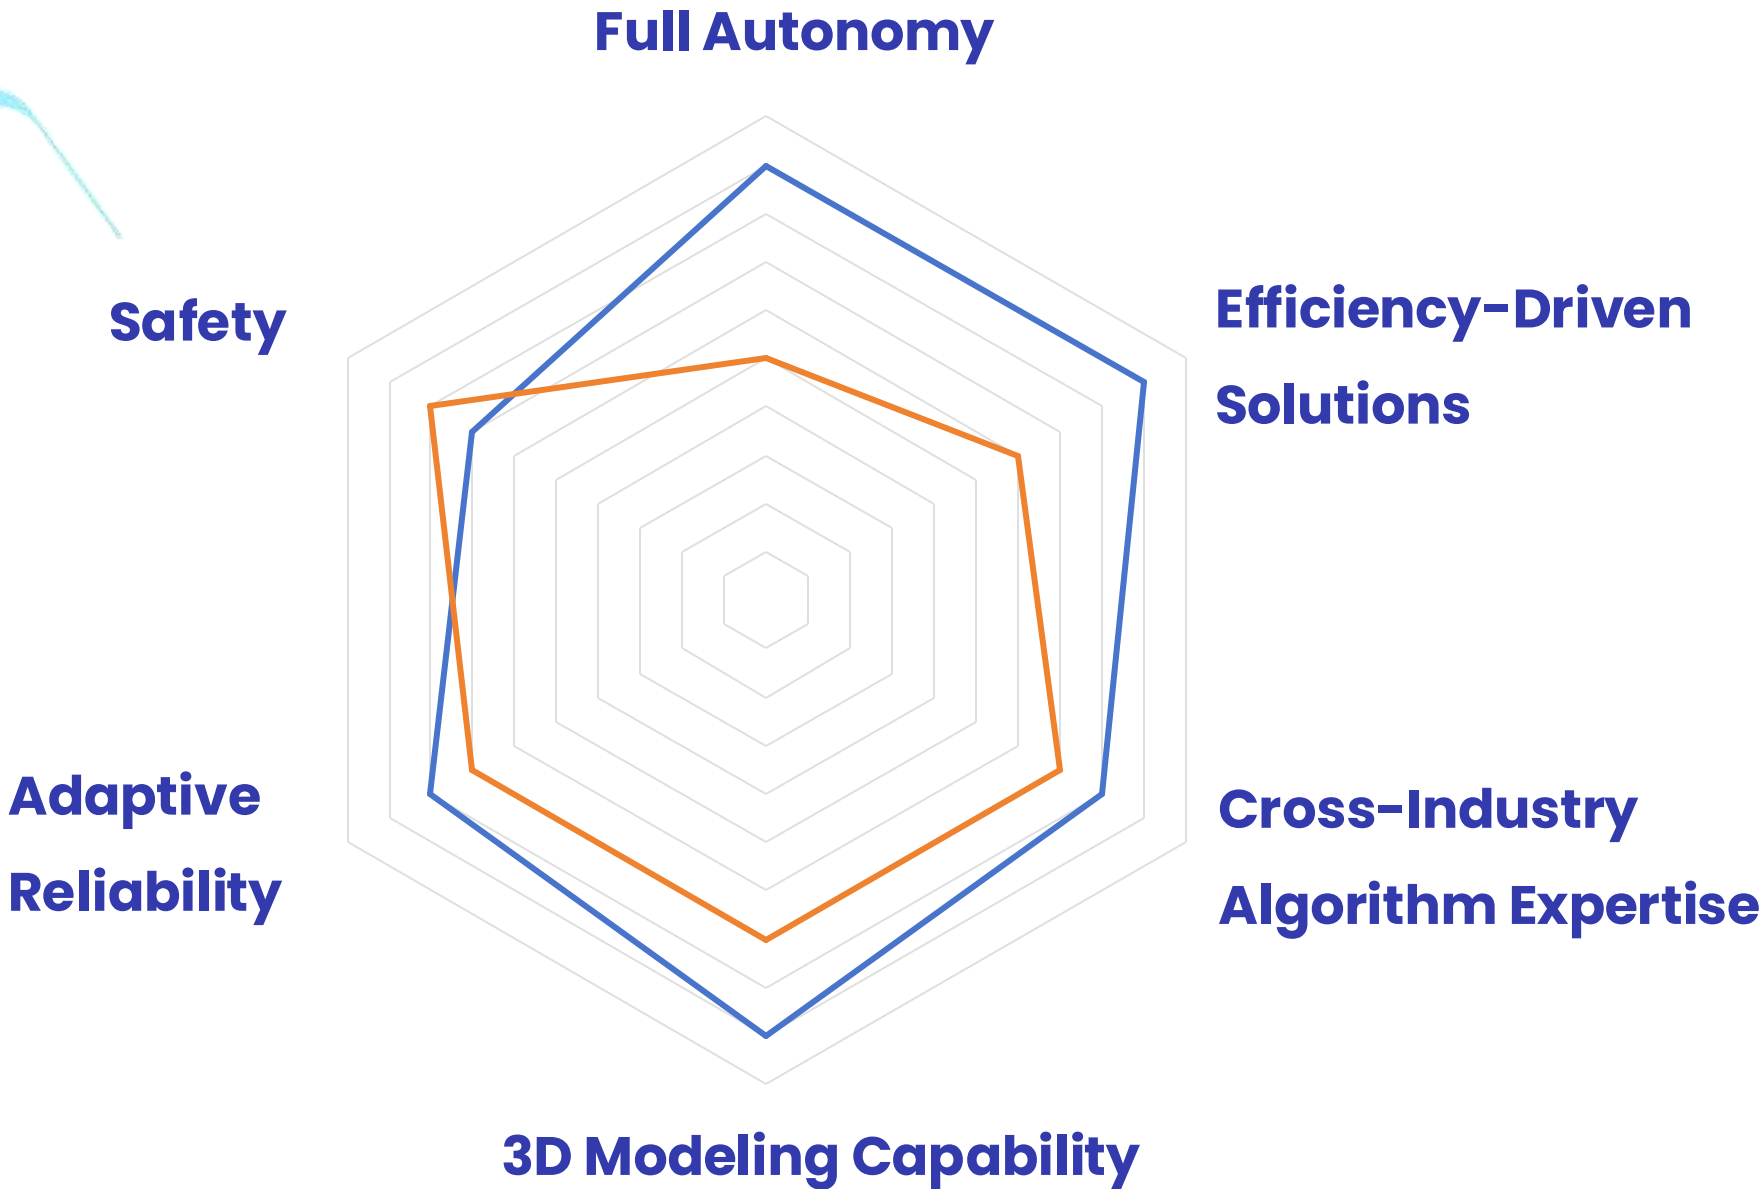 Full Autonomy
Safety
Efficiency-Driven
Solutions
Adaptive
Reliability
Cross-Industry
Algorithm Expertise
3D Modeling Capability